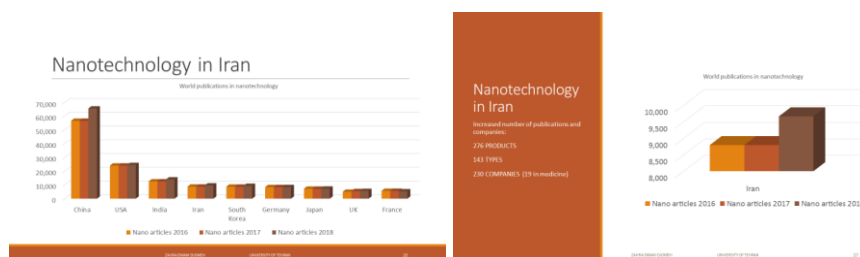 Nanotechnology in Iran
World publications in nanotechnology
70,000
60,000
50,000
40,000
30,000
20,000
10,000
0
China USA India Iran South Korea Germany Japan UK France
Nano articles 2016 Nano articles 2017 Nano articles 2018
UNIVERSITY OF TEHRAN
Nanotechnology
in Iran
Increased number of publications and
companies:
276 PRODUCTS
141 TYPES
230 COMPANIES (19 in medicine)
World publications in nanotechnology
10,000
9,500
9,000
8,500
8,000
Iran
Nano articles 2016 Nano articles 2017 Nano articles 201
UNIVERSITY OF TEHRAN